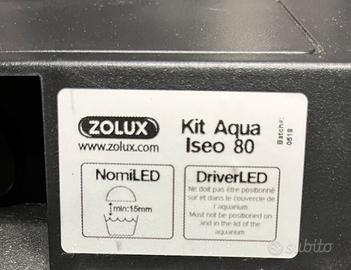 ZOLUX
www.zolux.com
Kit Aqua
Iseo 80
Batch#:
0618
NomiLED
min:15mm
DriverLED
Ne doit pas être positionné
sur et dans le couvercle de
l'aquarium
Must not be positioned on
and in the lid of the
aquarium
subito